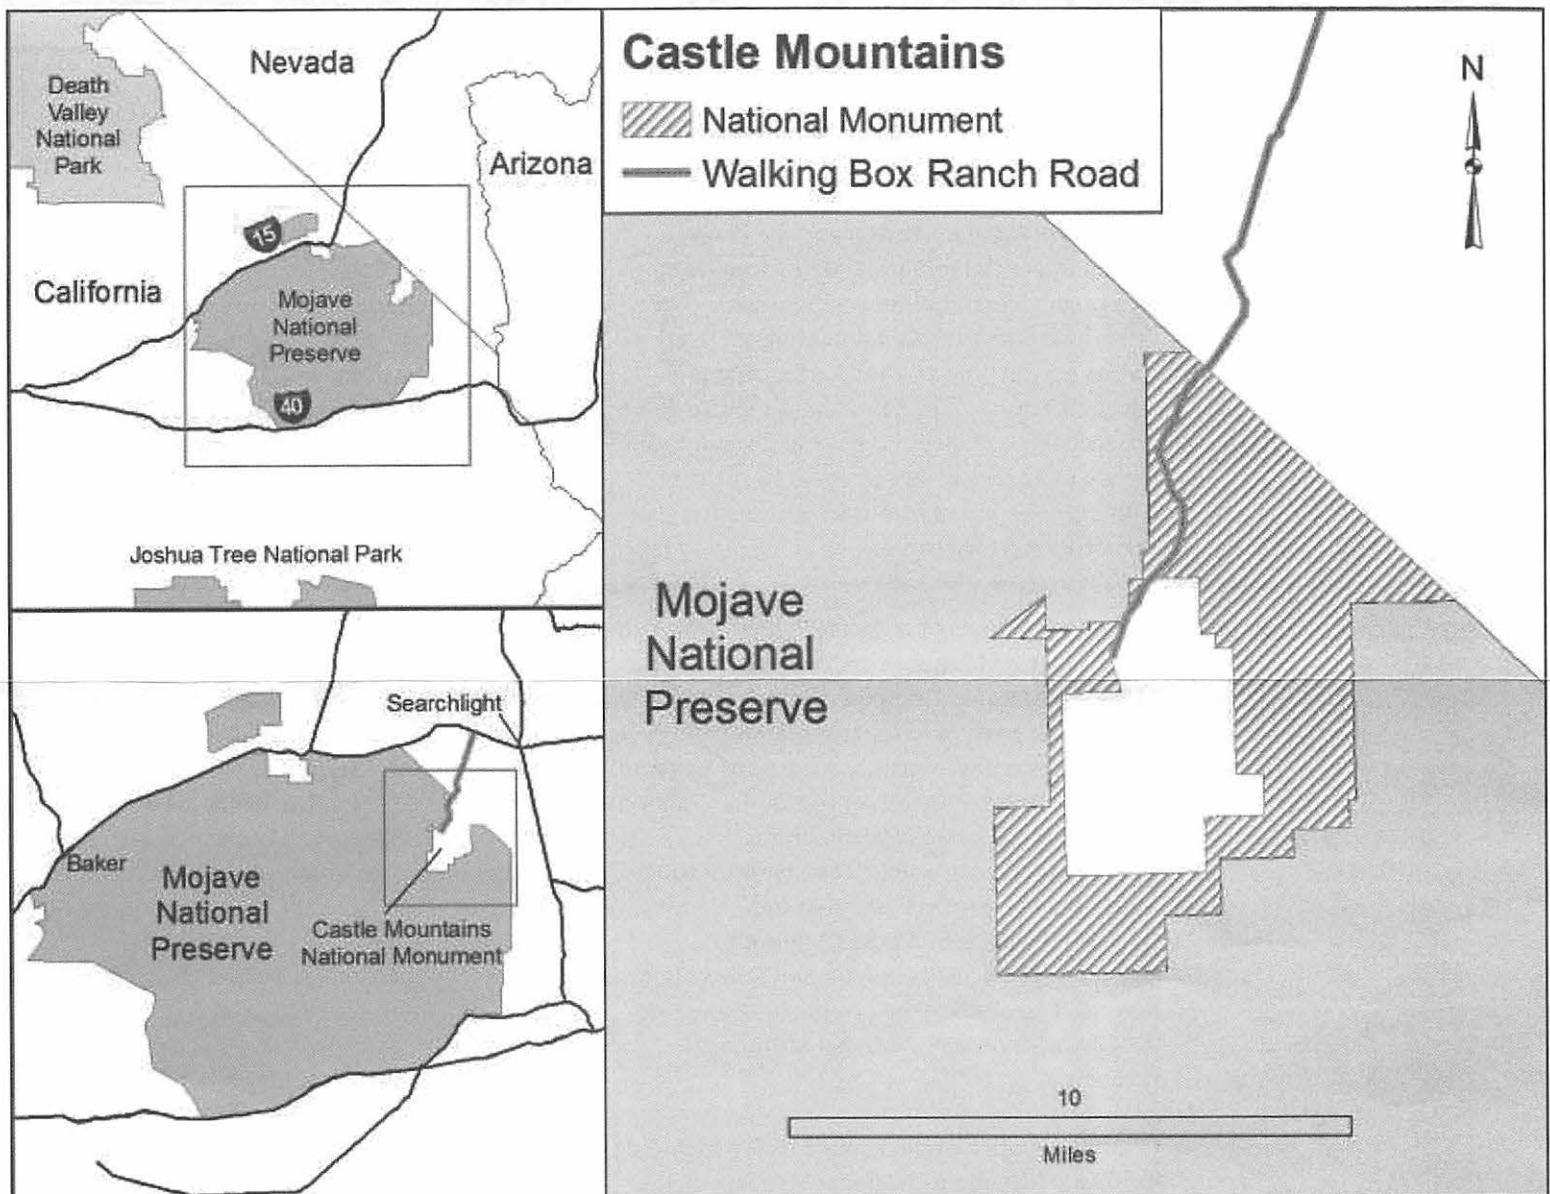 Nevada
Death
Valley
National
Park
Arizona
15
California
Mojave
National
Preserve
40
Joshua Tree National Park
Searchlight
Baker
Mojave
National
Preserve
Castle Mountains
National Monument
Castle Mountains
National Monument
Walking Box Ranch Road
N
Mojave
National
Preserve
10
Miles